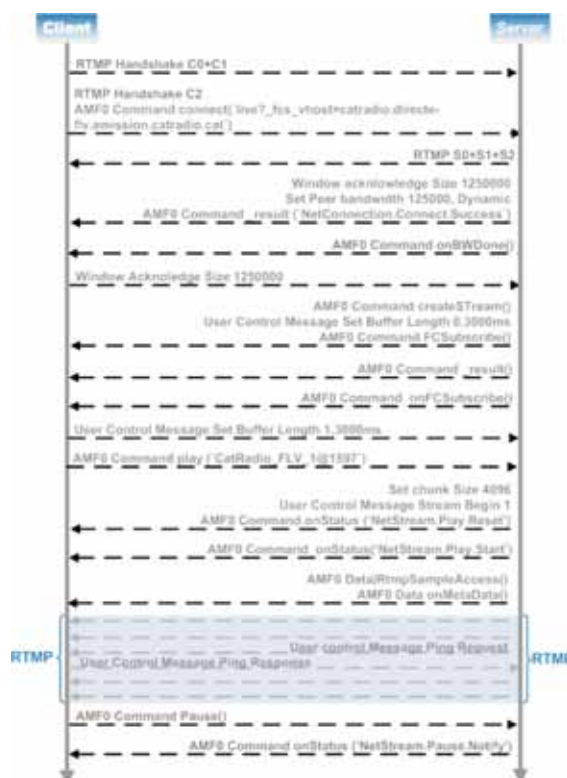 Client
Server
RTMP Handshake C0+C1
RTMP Handshake C2
AMF0 Command connect( 'live?_fcs_vhost=catradio.directe-
flv.emission.catradio.cat')
RTMP S0+S1+S2
Window acknlowledge Size 1250000
Set Peer bandwidth 125000, Dynamic
AMF0 Command _result ('NetConnection.Connect.Success')
AMF0 Command onBWDone()
Window Acknoledge Size 1250000
AMF0 Command createSTream()
User Control Message Set Buffer Length 0.3000ms
AMF0 Command FCSubscribe()
AMF0 Command _result()
AMF0 Command onFCSubscribe()
User Control Message Set Buffer Length 1.3000ms
AMF0 Command play ('CatRadio_FLV_1@1597')
Set chunk Size 4096
User Control Message Stream Begin 1
AMF0 Command onStatus ('NetStream.Play.Reset')
AMF0 Command onStatus('NetStream.Play.Start')
AMF0 Data|RtmpSampleAccess()
AMF0 Data onMetaData()
User control Message Ping Request
RTMP
RTMP
User Control Message Ping Response
AMF0 Command Pause()
AMF0 Command onStatus ('NetStream.Pause.Notify')